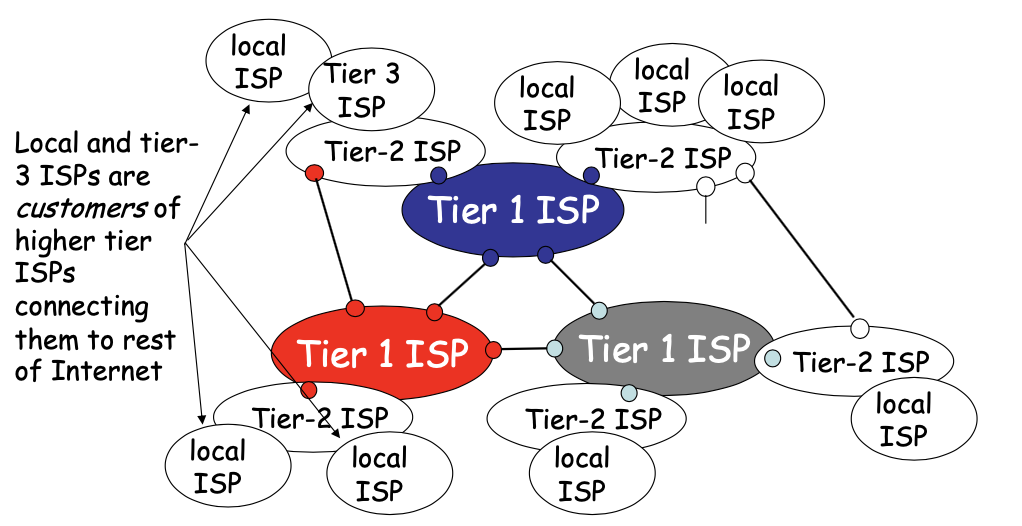 local
ISP
Tier 3
ISP
local
ISP
local
ISP
local
ISP
Local and tier-
3 ISPs are
customers of
higher tier
ISPs
connecting
them to rest
of Internet
Tier-2 ISP
Tier-2 ISP
Tier 1 ISP
Tier 1 ISP
Tier 1 ISP
Tier-2 ISP
Tier-2 ISP
Tier-2 ISP
local
ISP
local
ISP
local
ISP
local
ISP